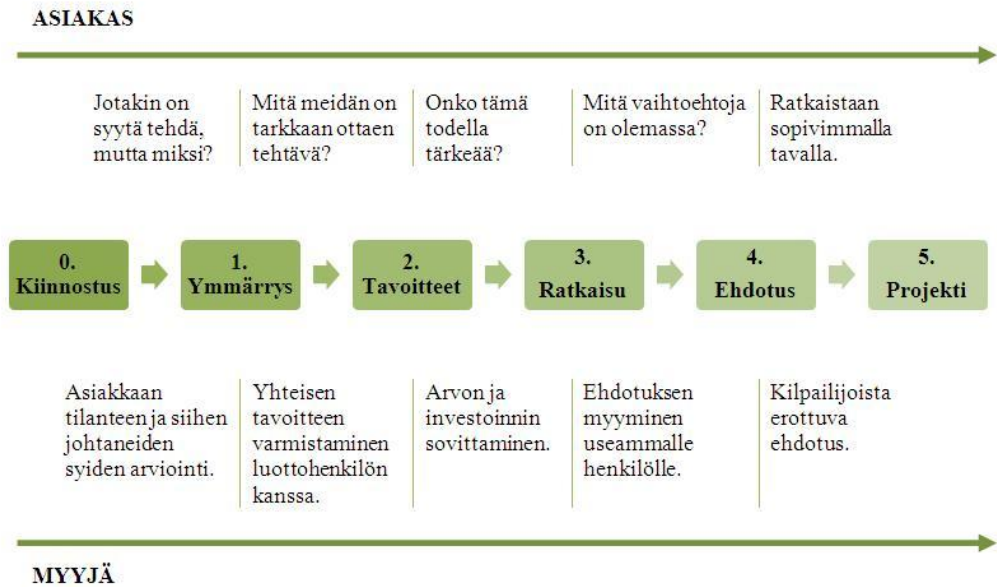 ASIAKAS
Jotakin on
syytä tehdä,
mutta miksi?
Mitä meidän on
tarkkaan ottaen
tehtävä?
Onko tämä
todella
tärkeää?
Mitä vaihtoehtoja
on olemassa?
Ratkaistaan
sopivimmalla
tavalla.
0.
Kiinnostus
1.
Ymmärrys
2.
Tavoitteet
3.
Ratkaisu
4.
Ehdotus
5.
Projekti
Asiakkaan
tilanteen ja siihen
johtaneiden
syiden arviointi.
Yhteisen
tavoitteen
varmistaminen
luottohenkilön
kanssa.
Arvon ja
investoinnin
sovittaminen.
Ehdotuksen
myyminen
useammalle
henkilölle.
Kilpailijoista
erottuva
ehdotus.
MYYJÄ